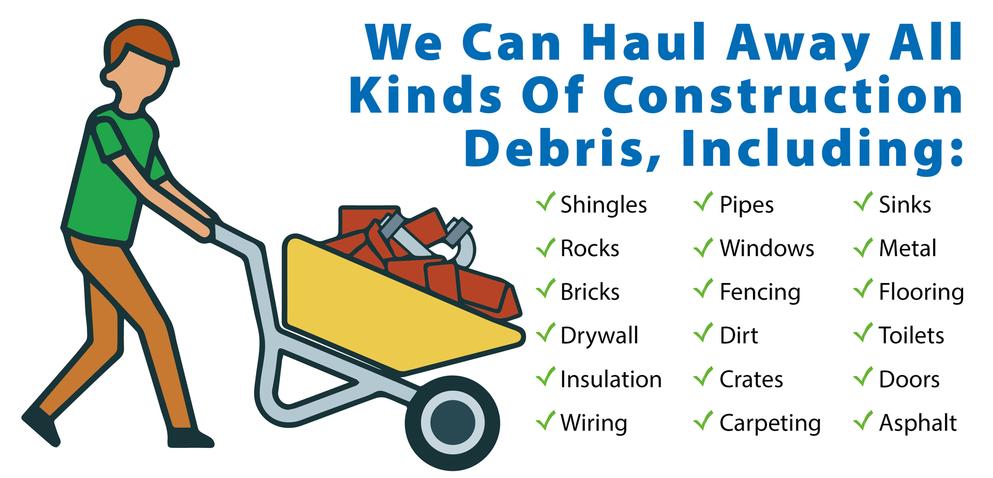 We Can Haul Away All
Kinds Of Construction
Debris, Including:
Shingles
Rocks
Bricks
Drywall
Insulation
Wiring
Pipes
Windows
Fencing
Dirt
Crates
Carpeting
Sinks
Metal
Flooring
Toilets
Doors
Asphalt